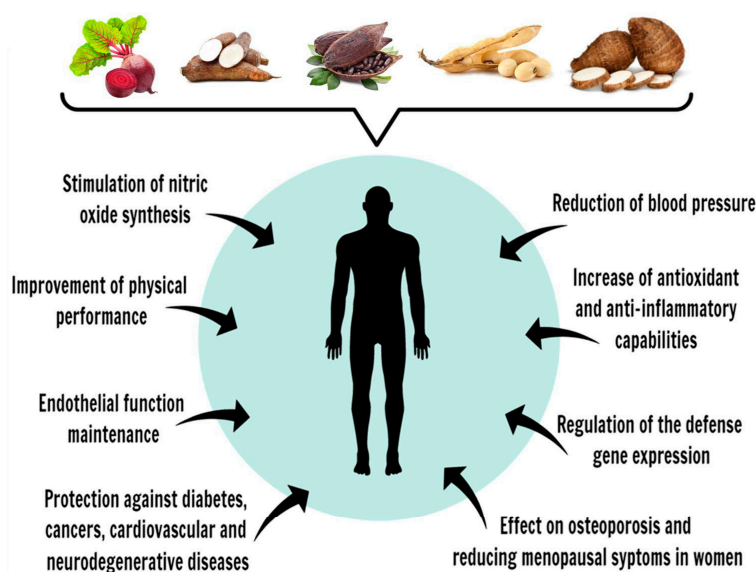 Stimulation of nitric
oxide synthesis
Improvement of physical
performance
Endothelial function
maintenance
Protection against diabetes,
cancers, cardiovascular and
neurodegenerative diseases
Reduction of blood pressure
Increase of antioxidant
and anti-inflammatory
capabilities
Regulation of the defense
gene expression
Effect on osteoporosis and
reducing menopausal syptoms in women